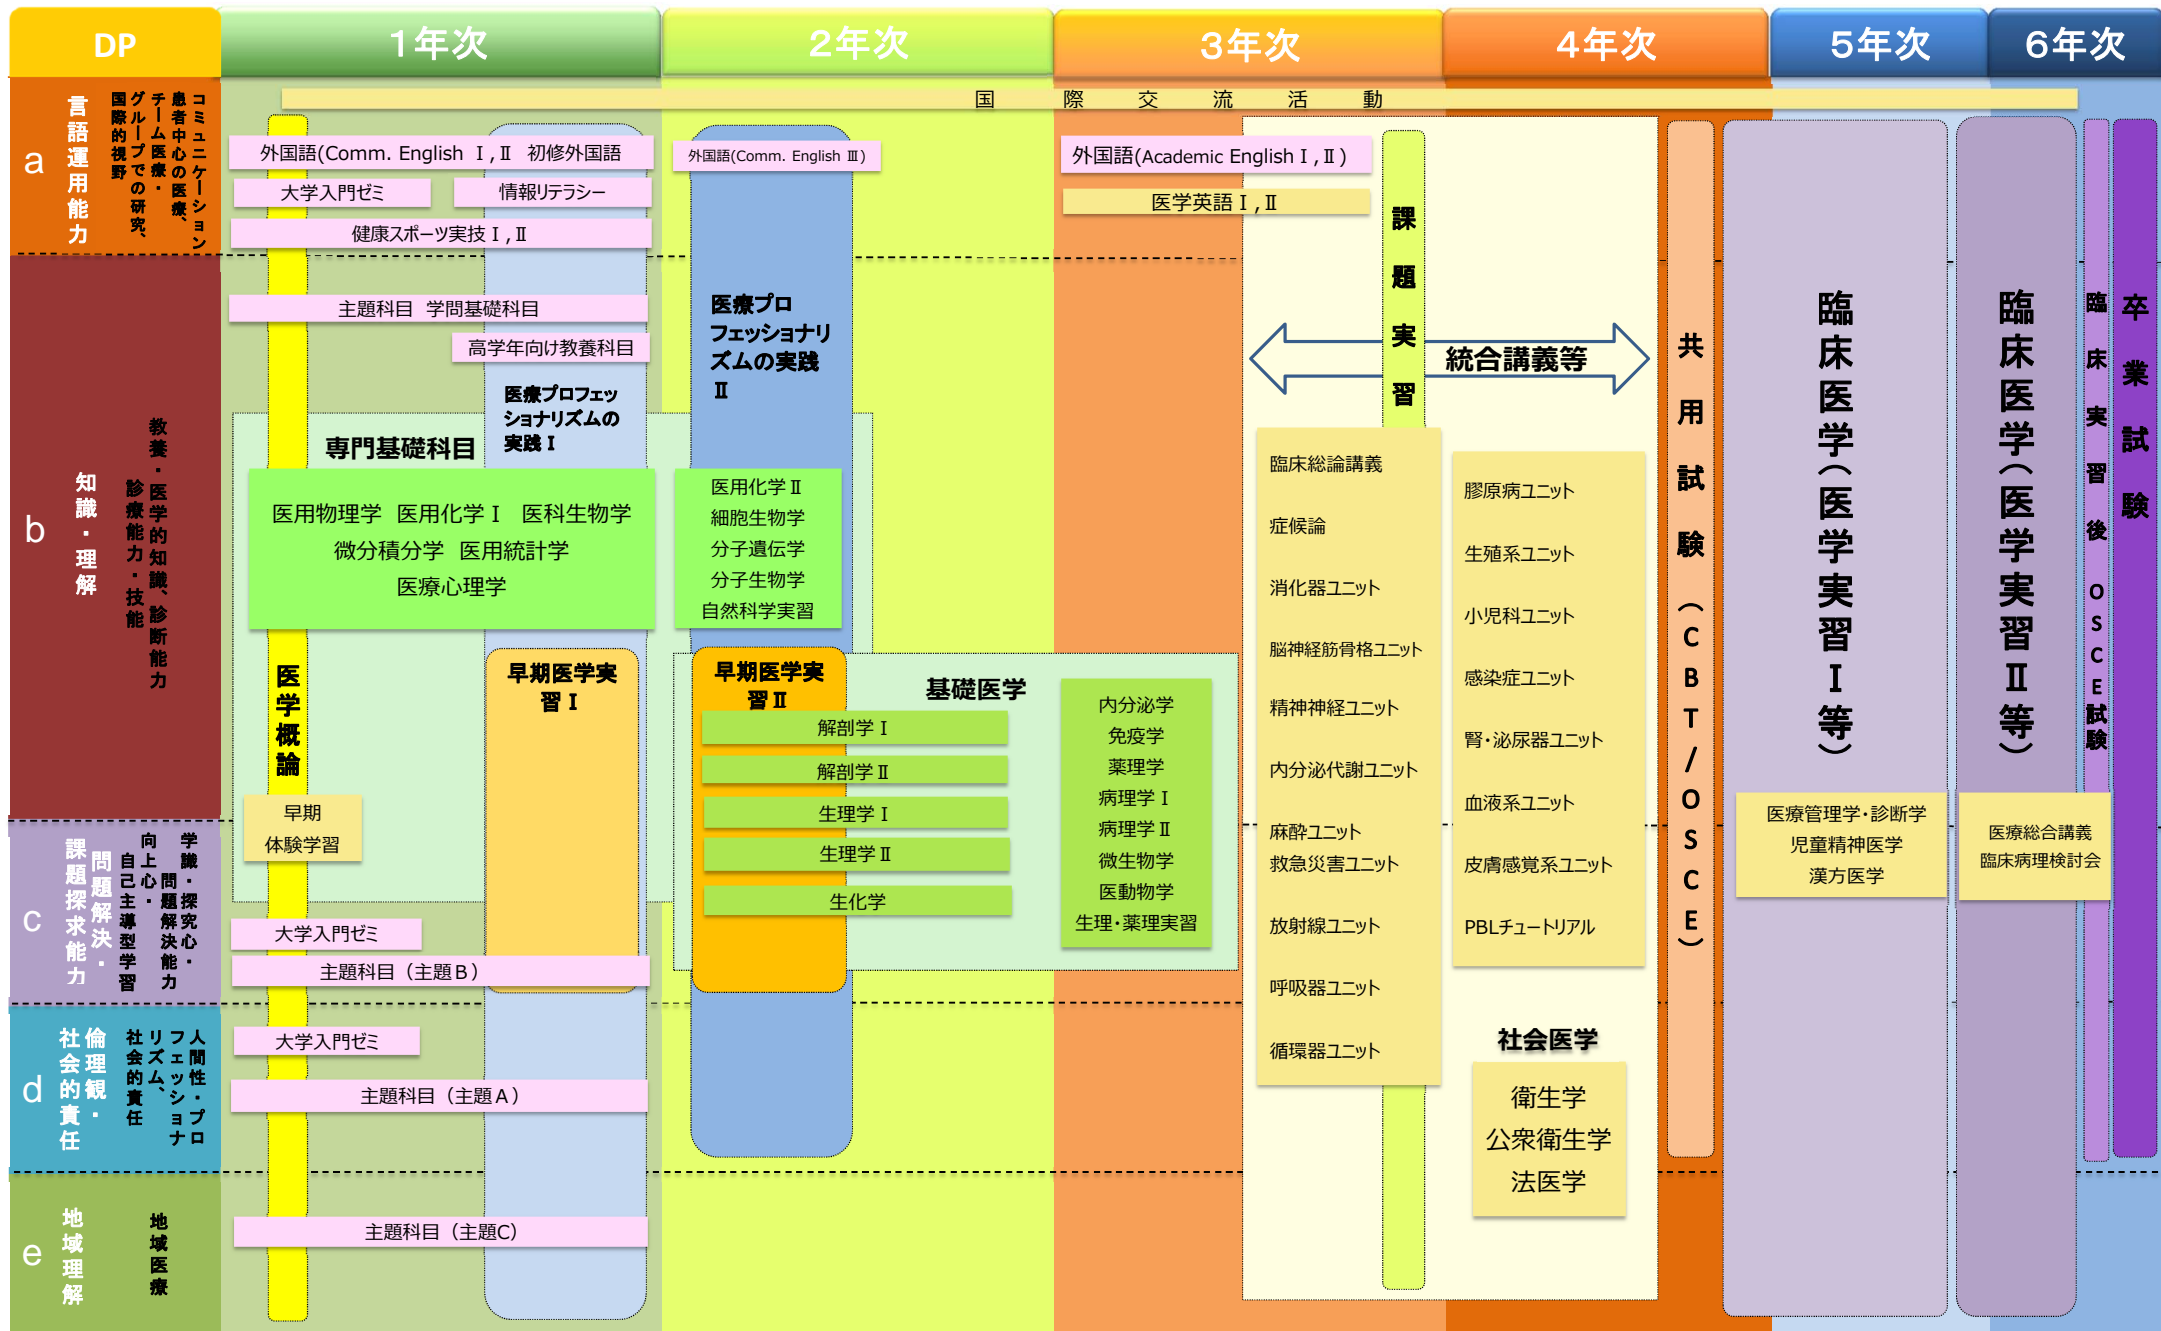 DP
1年次
2年次
3年次
4年次
5年次
6年次
国際交流活動
a
言語運用能力
コミュニケーション
患者中心の医療、
チーム医療・
グループでの研究、
国際的視野
外国語(Comm. English Ⅰ,Ⅱ 初修外国語
大学入門ゼミ
情報リテラシー
健康スポーツ実技Ⅰ,Ⅱ
外国語(Comm. English Ⅲ)
外国語(Academic EnglishⅠ,Ⅱ)
医学英語Ⅰ,Ⅱ
b
知識・理解
教養・医学的知識、診断能力
診療能力・技能
主題科目 学問基礎科目
高学年向け教養科目
医療プロフェッ
ショナリズムの
実践Ⅰ
専門基礎科目
医用物理学 医用化学Ⅰ 医科生物学
微分積分学 医用統計学
医療心理学
医学概論
早期
体験学習
早期医学実
習Ⅰ
医療プロ
フェッショナリ
ズムの実践
Ⅱ
医用化学Ⅱ
細胞生物学
分子遺伝学
分子生物学
自然科学実習
早期医学実
習Ⅱ
基礎医学
解剖学Ⅰ
解剖学Ⅱ
生理学Ⅰ
生理学Ⅱ
生化学
内分泌学
免疫学
薬理学
病理学Ⅰ
病理学Ⅱ
微生物学
医動物学
生理・薬理実習
課題実習
統合講義等
臨床総論講義
症候論
消化器ユニット
脳神経筋骨格ユニット
精神神経ユニット
内分泌代謝ユニット
麻酔ユニット
救急災害ユニット
放射線ユニット
呼吸器ユニット
循環器ユニット
膠原病ユニット
生殖系ユニット
小児科ユニット
感染症ユニット
腎・泌尿器ユニット
血液系ユニット
皮膚感覚系ユニット
PBLチュートリアル
社会医学
衛生学
公衆衛生学
法医学
共用試験（CBT/OSCE）
臨床医学（医学実習Ⅰ等）
医療管理学・診断学
児童精神医学
漢方医学
臨床医学（医学実習Ⅱ等）
医療総合講義
臨床病理検討会
臨床実習後 OSCE試験
卒業試験
c
問題解決・
課題探求能力
学識・探究心・
問題解決能力
向上心・
自己主導型学習
大学入門ゼミ
主題科目（主題B）
d
倫理観・
社会的責任
人間性・プロ
フェッショナ
リズム、
社会的責任
大学入門ゼミ
主題科目（主題A）
e
地域理解
地域医療
主題科目（主題C）